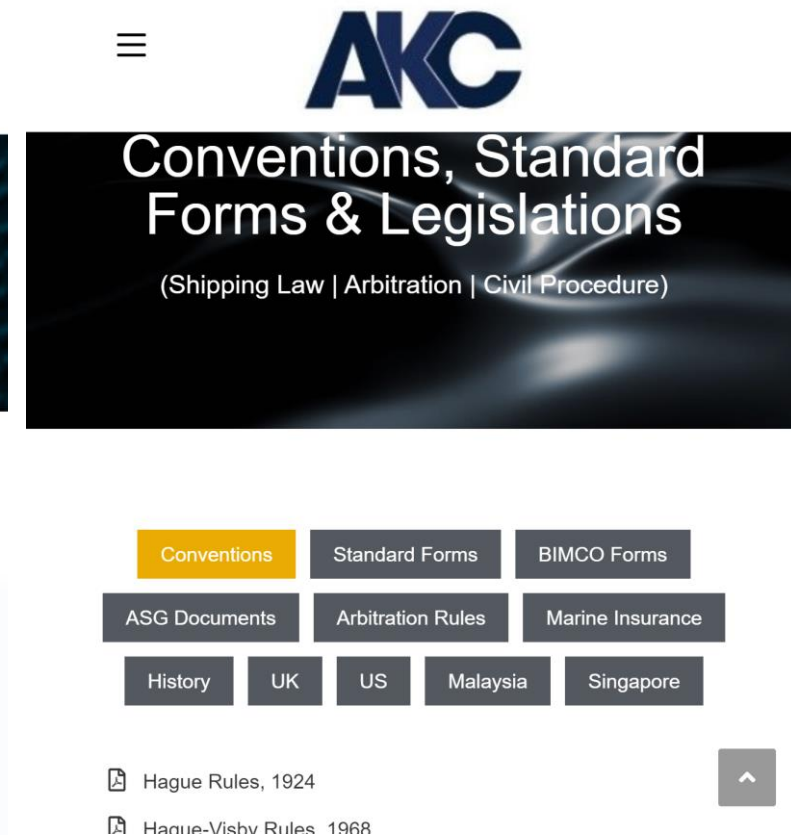 AKC
Conventions, Standard
Forms & Legislations
(Shipping Law | Arbitration | Civil Procedure)
Conventions
Standard Forms
BIMCO Forms
ASG Documents
Arbitration Rules
Marine Insurance
History
UK
US
Malaysia
Singapore
Hague Rules, 1924
Hague-Visby Rules, 1968